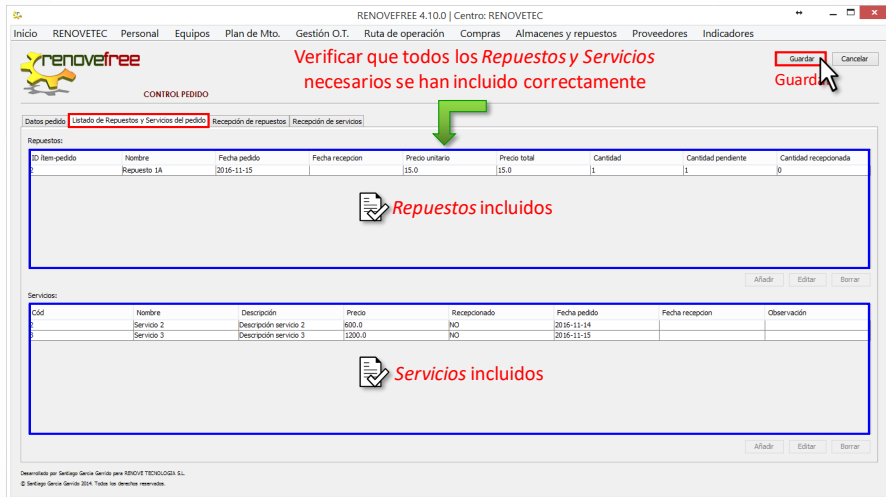 RENOVEFREE 4.10.0 | Centro: RENOVETEC
Inicio RENOVETEC Personal Equipos Plan de Mto. Gestión O.T. Ruta de operación Compras Almacenes y repuestos Proveedores Indicadores
renovefree
CONTROL PEDIDO
Verificar que todos los Repuestos y Servicios
necesarios se han incluido correctamente
Guardar Cancelar
Guardar
Datos pedido Listado de Repuestos y Servicios del pedido Recepción de repuestos Recepción de servicios
Repuestos:
ID ítem-pedido Nombre Fecha pedido Fecha recepcion Precio unitario Precio total Cantidad Cantidad pendiente Cantidad recepcionada
2 Repuesto 1A 2016-11-15 15.0 15.0 1 1 0
Repuestos incluidos
Añadir Editar Borrar
Servicios:
Cód Nombre Descripción Precio Recepcionado Fecha pedido Fecha recepcion Observación
2 Servicio 2 Descripción servicio 2 600.0 NO 2016-11-14
3 Servicio 3 Descripción servicio 3 1200.0 NO 2016-11-15
Servicios incluidos
Añadir Editar Borrar
Desarrollado por Santiago García Garrido para RENOVE TECNOLOGÍA S.L.
© Santiago García Garrido 2014. Todos los derechos reservados.